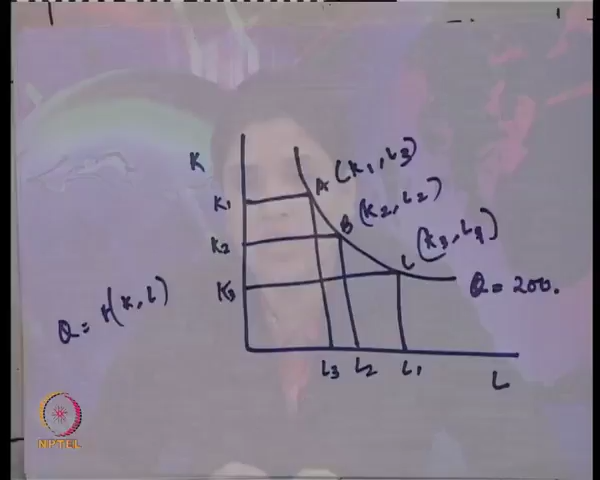 K
A (K1, L3)
K1
B (K2, L2)
K2
C (K3, L1)
K3
Q = 200.
Q = f(K, L)
L3 L2 L1
L
NPTEL